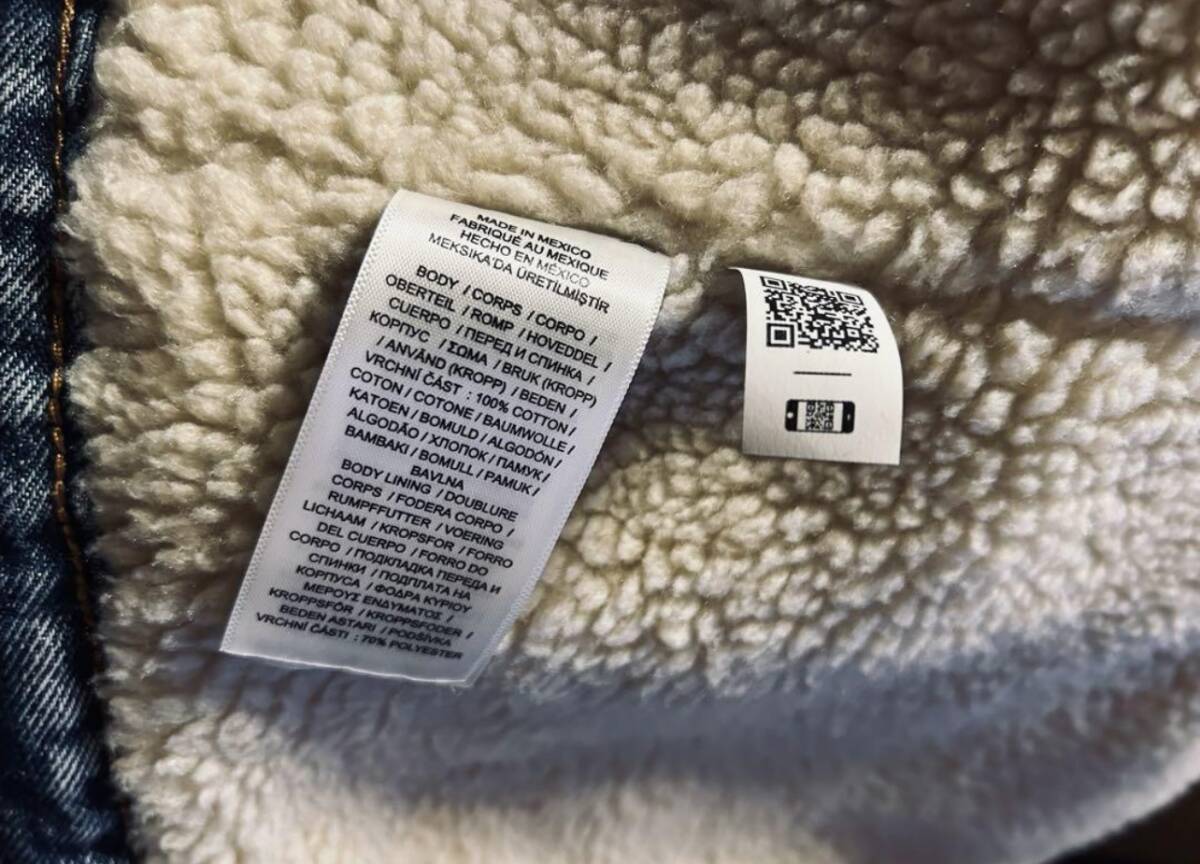 MADE IN MEXICO
FABRIQUÉ AU MEXIQUE
HECHO EN MÉXICO
MEKSIKA'DA ÜRETİLMİŞTİR
BODY / CORPS / CORPO /
OBERTEIL / ROMP / HOVEDDEL /
CUERPO / ПЕРЕД И СПИНКА /
КОРПУС / ΣΩΜΑ / BRUK (KROPP)
/ ANVÄND (KROPP) / BEDEN /
VRCHNÍ ČÁST : 100% COTTON /
COTON / COTONE / BAUMWOLLE /
KATOEN / BOMULD / ALGODÓN /
ALGODÃO / ХЛОПОК / ПАМУК /
ΒΑΜΒΑΚΙ / BOMULL / PAMUK /
BAVLNA
BODY LINING / DOUBLURE
CORPS / FODERA CORPO /
RUMPFFUTTER / VOERING
LICHAAM / KROPSFOR / FORRO
DEL CUERPO / FORRO DO
CORPO / ПОДКЛАДКА ПЕРЕДА И
СПИНКИ / ПОДПЛАТА НА
КОРПУСА / ΦΟΔΡΑ ΚΥΡΙΟΥ
ΜΕΡΟΥΣ ΕΝΔΥΜΑΤΟΣ /
KROPPSFÔR / KROPPSFODER /
BEDEN ASTARI / PODŠÍVKA
VRCHNÍ ČÁSTI : 70% POLYESTER